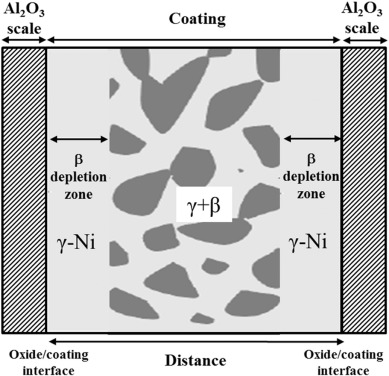 Al₂O₃
scale
Coating
Al₂O₃
scale
β
depletion
zone
β
depletion
zone
γ+β
γ-Ni
γ-Ni
Oxide/coating
interface
Distance
Oxide/coating
interface